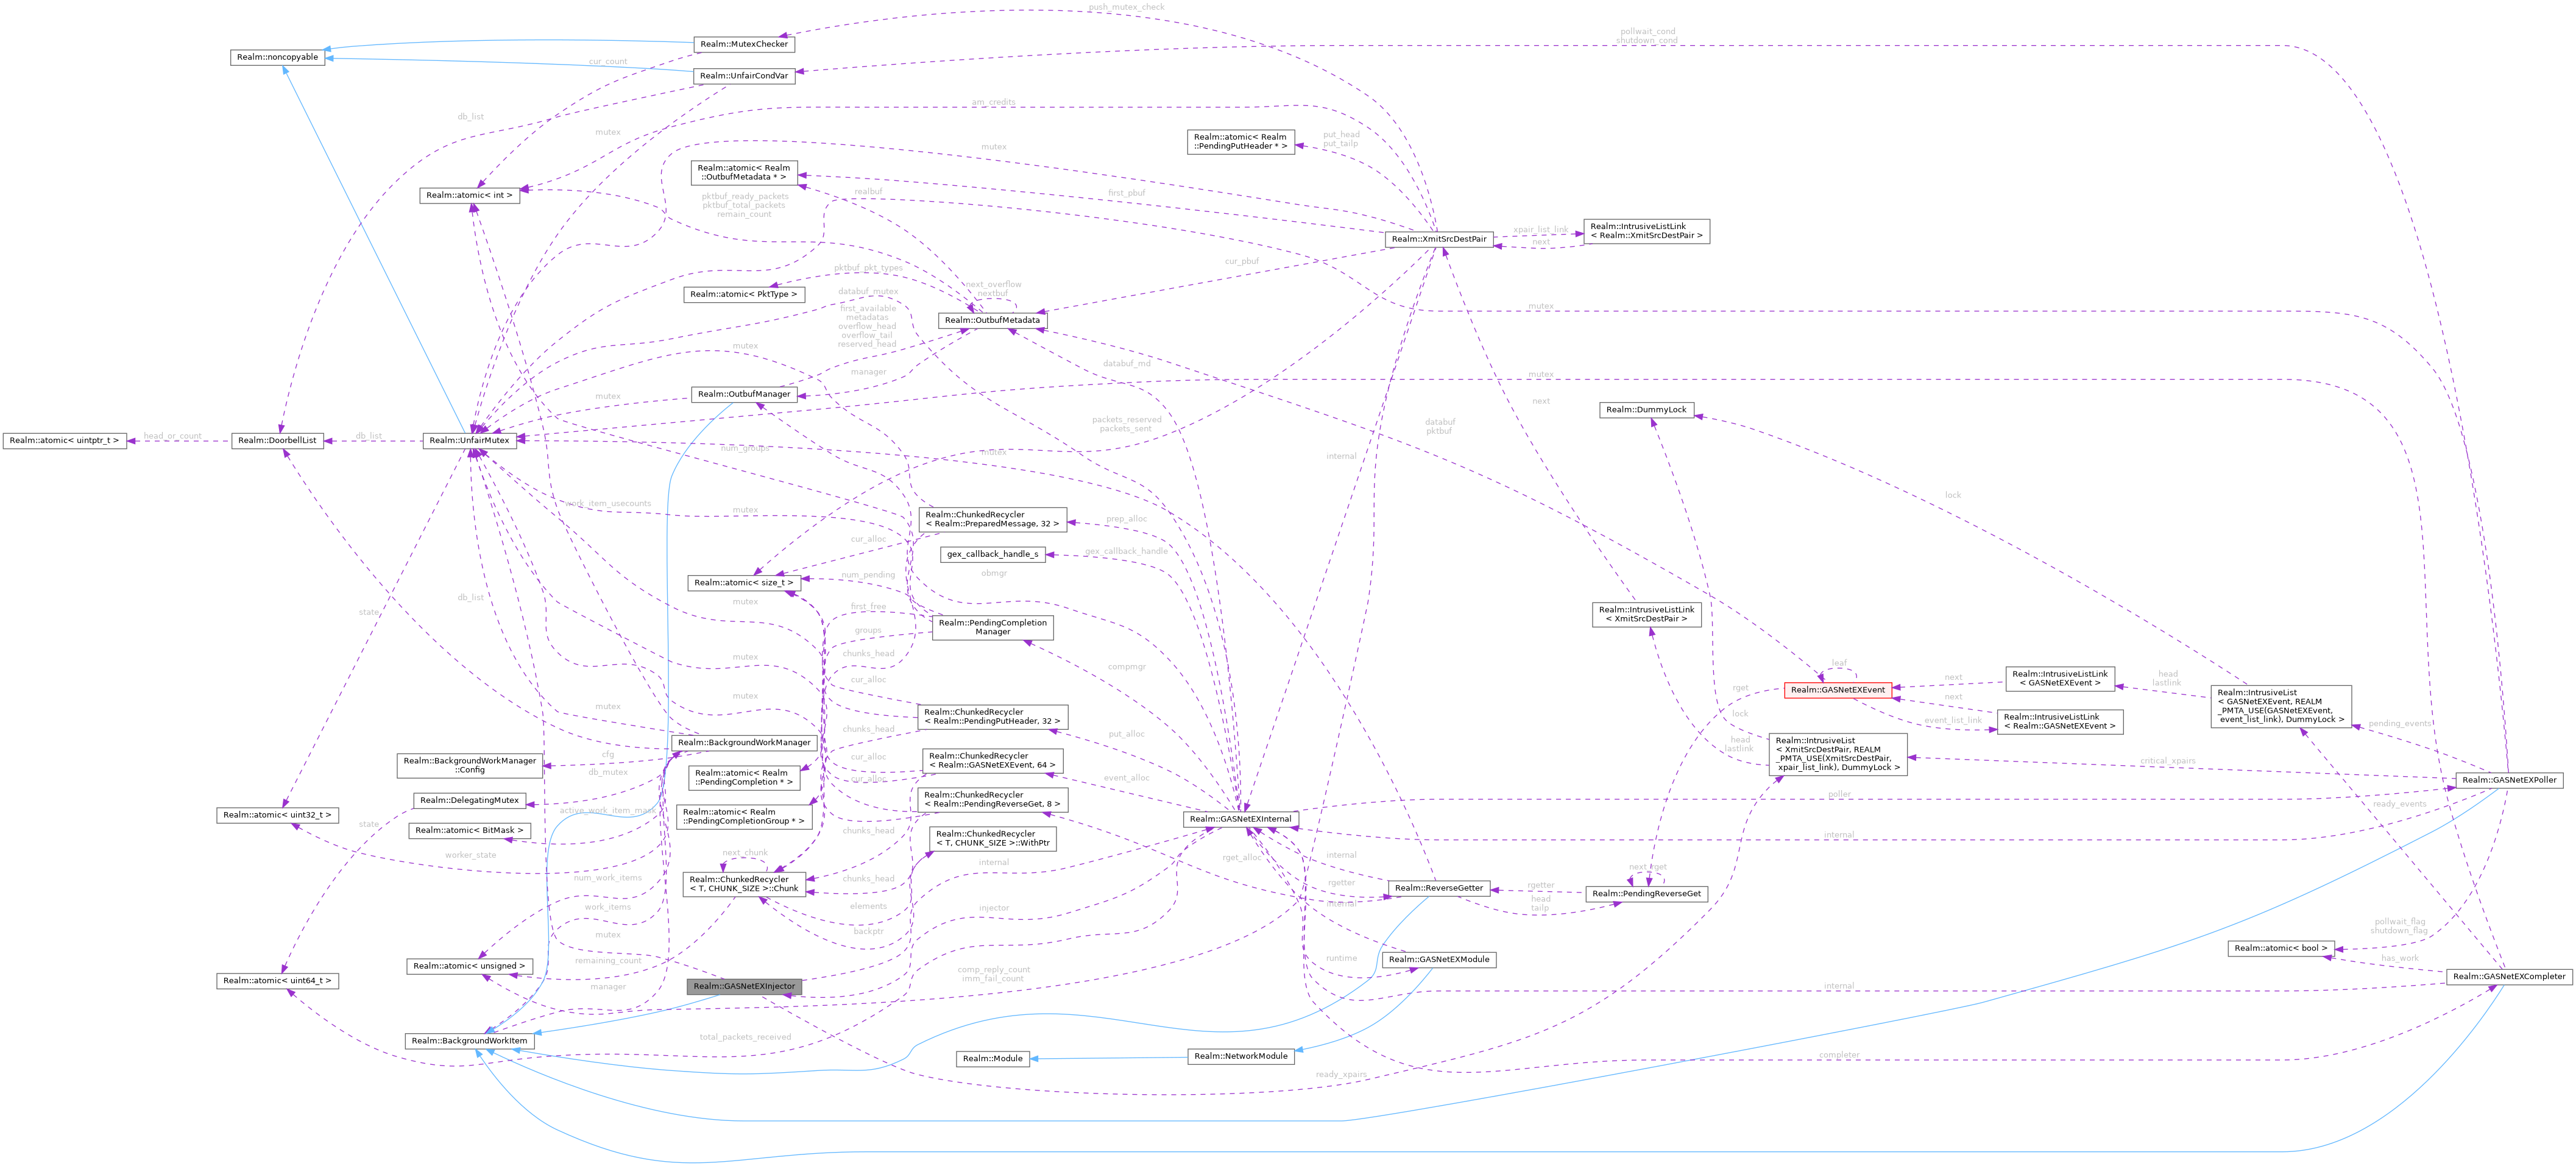 push_mutex_check
pollwait_cond
shutdown_cond
Realm::MutexChecker
Realm::noncopyable
cur_count
Realm::UnfairCondVar
am_credits
db_list
mutex
Realm::atomic< Realm
::PendingPutHeader * >
put_head
put_tailp
mutex
Realm::atomic< Realm
::OutbufMetadata * >
Realm::atomic< int >
pktbuf_ready_packets
pktbuf_total_packets
remain_count
realbuf
first_pbuf
Realm::XmitSrcDestPair
xpair_list_link
next
Realm::IntrusiveListLink
< Realm::XmitSrcDestPair >
cur_pbuf
pktbuf_pkt_types
Realm::atomic< PktType >
databuf_mutex
next_overflow
nextbuf
Realm::OutbufMetadata
first_available
metadatas
overflow_head
overflow_tail
reserved_head
mutex
mutex
databuf_md
manager
mutex
Realm::OutbufManager
mutex
next
Realm::DummyLock
packets_reserved
packets_sent
databuf
pktbuf
Realm::atomic< uintptr_t >
head_or_count
Realm::DoorbellList
db_list
Realm::UnfairMutex
num_groups
mutex
internal
lock
work_item_usecounts
mutex
Realm::ChunkedRecycler
< Realm::PreparedMessage, 32 >
prep_alloc
cur_alloc
gex_callback_handle_s
gex_callback_handle
obmgr
num_pending
Realm::atomic< size_t >
db_list
state
mutex
first_free
groups
Realm::PendingCompletion
Manager
Realm::IntrusiveListLink
< XmitSrcDestPair >
mutex
chunks_head
compmgr
leaf
cur_alloc
mutex
rget
Realm::GASNetEXEvent
next
Realm::IntrusiveListLink
< GASNetEXEvent >
head
lastlink
Realm::IntrusiveList
< GASNetEXEvent, REALM
_PMTA_USE(GASNetEXEvent,
event_list_link), DummyLock >
next
event_list_link
Realm::IntrusiveListLink
< Realm::GASNetEXEvent >
mutex
Realm::ChunkedRecycler
< Realm::PendingPutHeader, 32 >
lock
pending_events
chunks_head
put_alloc
Realm::BackgroundWorkManager
head
lastlink
Realm::IntrusiveList
< XmitSrcDestPair, REALM
_PMTA_USE(XmitSrcDestPair,
xpair_list_link), DummyLock >
cfg
Realm::BackgroundWorkManager
::Config
db_mutex
Realm::atomic< Realm
::PendingCompletion * >
cur_alloc
Realm::ChunkedRecycler
< Realm::GASNetEXEvent, 64 >
critical_xpairs
cur_alloc
event_alloc
Realm::GASNetEXPoller
Realm::DelegatingMutex
Realm::ChunkedRecycler
< Realm::PendingReverseGet, 8 >
poller
ready_events
Realm::atomic< uint32_t >
active_work_item_mask
Realm::atomic< Realm
::PendingCompletionGroup * >
Realm::GASNetEXInternal
state
Realm::atomic< BitMask >
chunks_head
Realm::ChunkedRecycler
< T, CHUNK_SIZE >::WithPtr
internal
worker_state
next_chunk
internal
rget_alloc
internal
next_rget
num_work_items
Realm::ChunkedRecycler
< T, CHUNK_SIZE >::Chunk
chunks_head
rgetter
Realm::ReverseGetter
rgetter
Realm::PendingReverseGet
work_items
elements
injector
internal
head
tailp
pollwait_flag
shutdown_flag
mutex
backptr
Realm::atomic< bool >
remaining_count
runtime
Realm::GASNetEXModule
has_work
Realm::atomic< unsigned >
comp_reply_count
imm_fail_count
Realm::GASNetEXCompleter
Realm::atomic< uint64_t >
manager
Realm::GASNetEXInjector
internal
Realm::BackgroundWorkItem
total_packets_received
Realm::Module
Realm::NetworkModule
completer
ready_xpairs